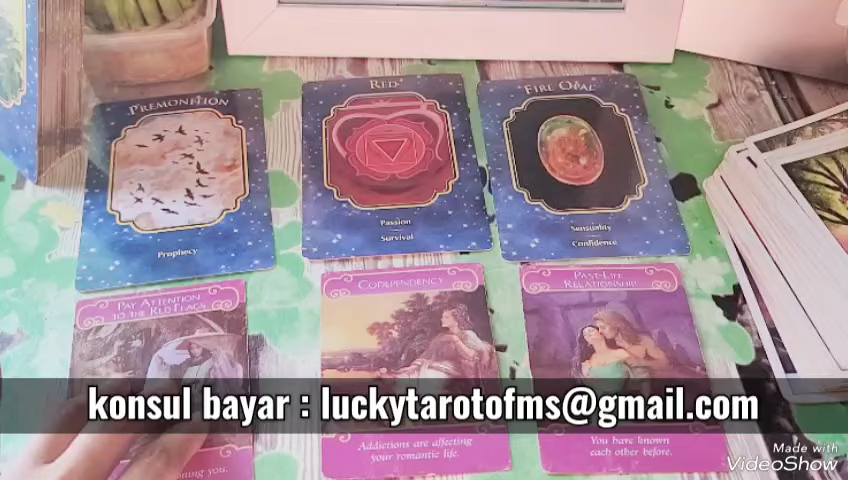 PREMONITION
Prophecy
RED
Passion
Survival
FIRE OPAL
Sensuality
Confidence
PAY ATTENTION
TO THE RED FLAGS
CODEPENDENCY
Addictions are affecting
your romantic life.
PAST-LIFE
RELATIONSHIP
You have known
each other before.
konsul bayar : luckytarotofms@gmail.com
you.
Made with
VideoShow